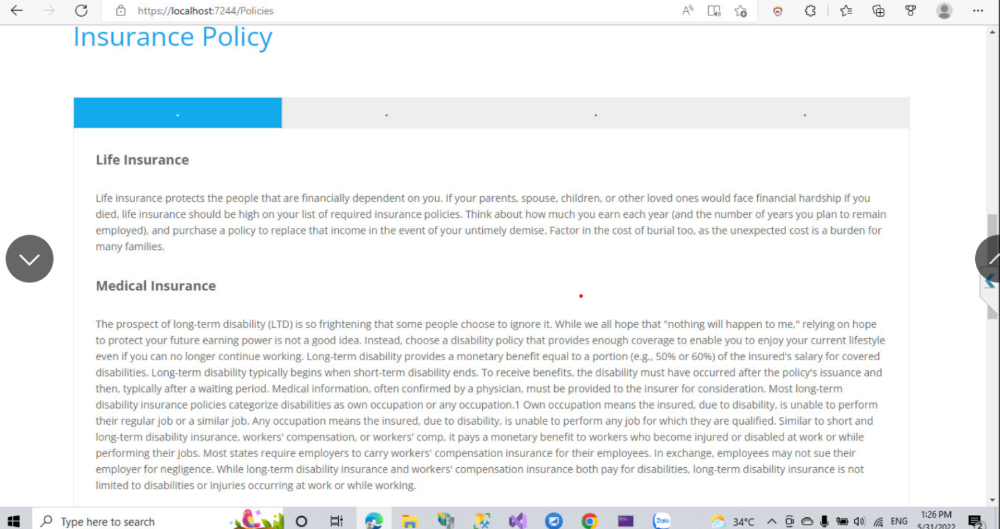 https://localhost:7244/Policies
Insurance Policy
Life Insurance
Life insurance protects the people that are financially dependent on you. If your parents, spouse, children, or other loved ones would face financial hardship if you
died, life insurance should be high on your list of required insurance policies. Think about how much you earn each year (and the number of years you plan to remain
employed), and purchase a policy to replace that income in the event of your untimely demise. Factor in the cost of burial too, as the unexpected cost is a burden for
many families.
Medical Insurance
The prospect of long-term disability (LTD) is so frightening that some people choose to ignore it. While we all hope that "nothing will happen to me," relying on hope
to protect your future earning power is not a good idea. Instead, choose a disability policy that provides enough coverage to enable you to enjoy your current lifestyle
even if you can no longer continue working. Long-term disability provides a monetary benefit equal to a portion (e.g., 50% or 60%) of the insured's salary for covered
disabilities. Long-term disability typically begins when short-term disability ends. To receive benefits, the disability must have occurred after the policy's issuance and
then, typically after a waiting period. Medical information, often confirmed by a physician, must be provided to the insurer for consideration. Most long-term
disability insurance policies categorize disabilities as own occupation or any occupation.1 Own occupation means the insured, due to disability, is unable to perform
their regular job or a similar job. Any occupation means the insured, due to disability, is unable to perform any job for which they are qualified. Similar to short and
long-term disability insurance, workers' compensation, or workers' comp, it pays a monetary benefit to workers who become injured or disabled at work or while
performing their jobs. Most states require employers to carry workers' compensation insurance for their employees. In exchange, employees may not sue their
employer for negligence. While long-term disability insurance and workers' compensation insurance both pay for disabilities, long-term disability insurance is not
limited to disabilities or injuries occurring at work or while working.
Type here to search
Zalo
34°C
ENG
1:26 PM
5/31/2022
2